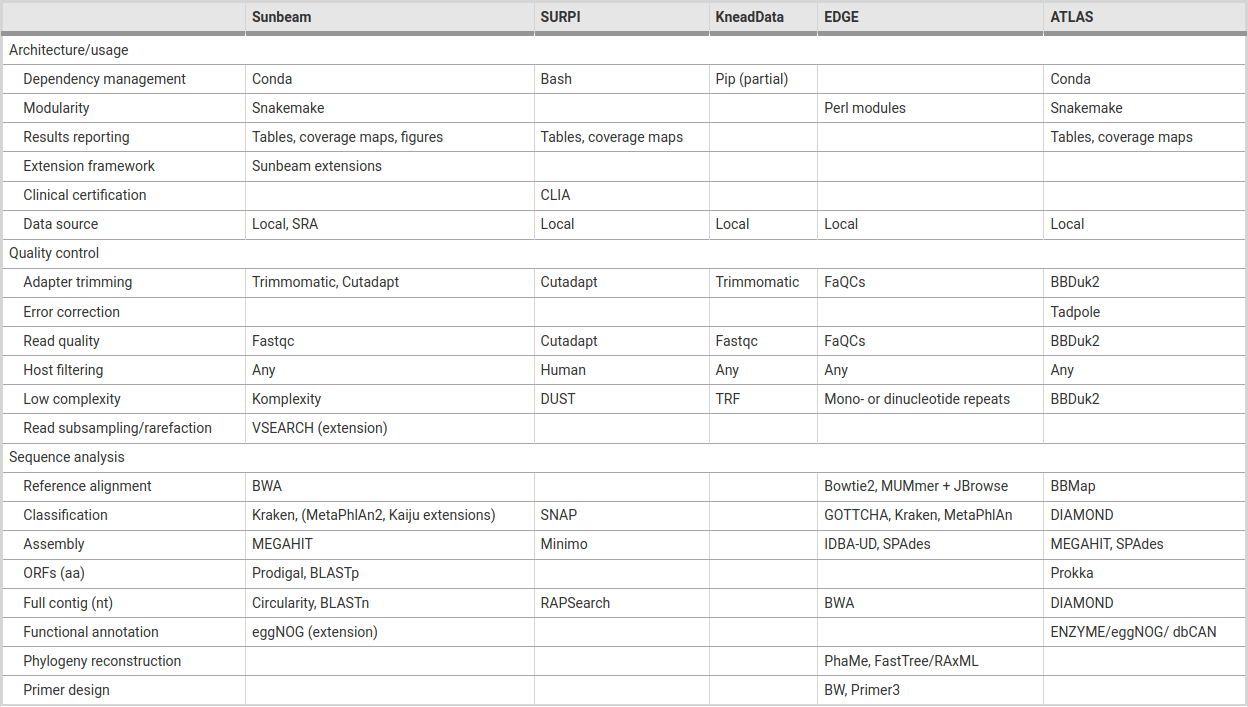 Sunbeam SURPI KneadData EDGE ATLAS
Architecture/usage
Dependency management Conda Bash Pip (partial) Conda
Modularity Snakemake Perl modules Snakemake
Results reporting Tables, coverage maps, figures Tables, coverage maps Tables, coverage maps
Extension framework Sunbeam extensions
Clinical certification CLIA
Data source Local, SRA Local Local Local Local
Quality control
Adapter trimming Trimmomatic, Cutadapt Cutadapt Trimmomatic FaQCs BBDuk2
Error correction Tadpole
Read quality Fastqc Cutadapt Fastqc FaQCs BBDuk2
Host filtering Any Human Any Any Any
Low complexity Komplexity DUST TRF Mono- or dinucleotide repeats BBDuk2
Read subsampling/rarefaction VSEARCH (extension)
Sequence analysis
Reference alignment BWA Bowtie2, MUMmer + JBrowse BBMap
Classification Kraken, (MetaPhlAn2, Kaiju extensions) SNAP GOTTCHA, Kraken, MetaPhlAn DIAMOND
Assembly MEGAHIT Minimo IDBA-UD, SPAdes MEGAHIT, SPAdes
ORFs (aa) Prodigal, BLASTp Prokka
Full contig (nt) Circularity, BLASTn RAPSearch BWA DIAMOND
Functional annotation eggNOG (extension) ENZYME/eggNOG/ dbCAN
Phylogeny reconstruction PhaMe, FastTree/RAxML
Primer design BW, Primer3